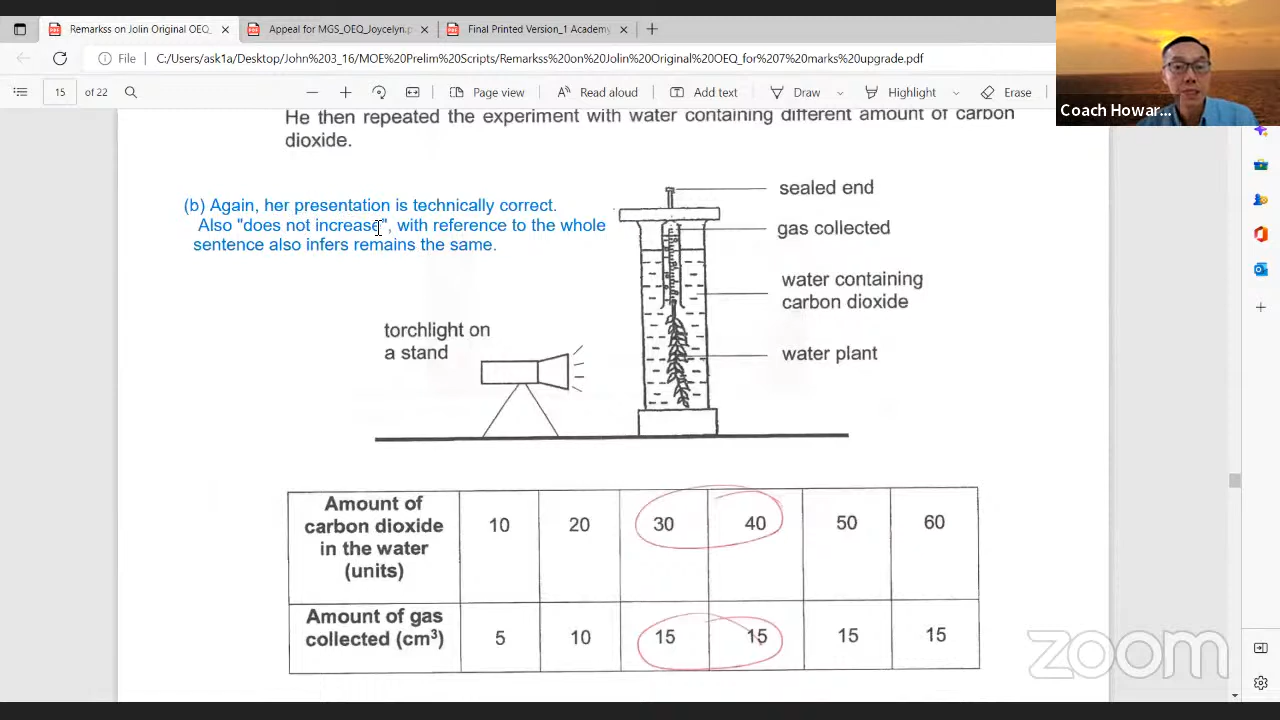 Remarkss on Jolin Original OEQ_
Appeal for MGS_OEQ_Joycelyn.p
Final Printed Version_1 Academy
File
C:/Users/ask1a/Desktop/John%203_16/MOE%20Prelim%20Scripts/Remarkss%20on%20Jolin%20Original%20OEQ_for%207%20marks%20upgrade.pdf
15 of 22
Page view
Read aloud
Add text
Draw
Highlight
Erase
Coach Howar...
He then repeated the experiment with water containing different amount of carbon
dioxide.
(b) Again, her presentation is technically correct.
Also "does not increase", with reference to the whole
sentence also infers remains the same.
sealed end
gas collected
water containing
carbon dioxide
torchlight on
a stand
water plant
Amount of
carbon dioxide
in the water
(units)
10 20 30 40 50 60
Amount of gas
collected (cm³)
5 10 15 15 15 15
zoom